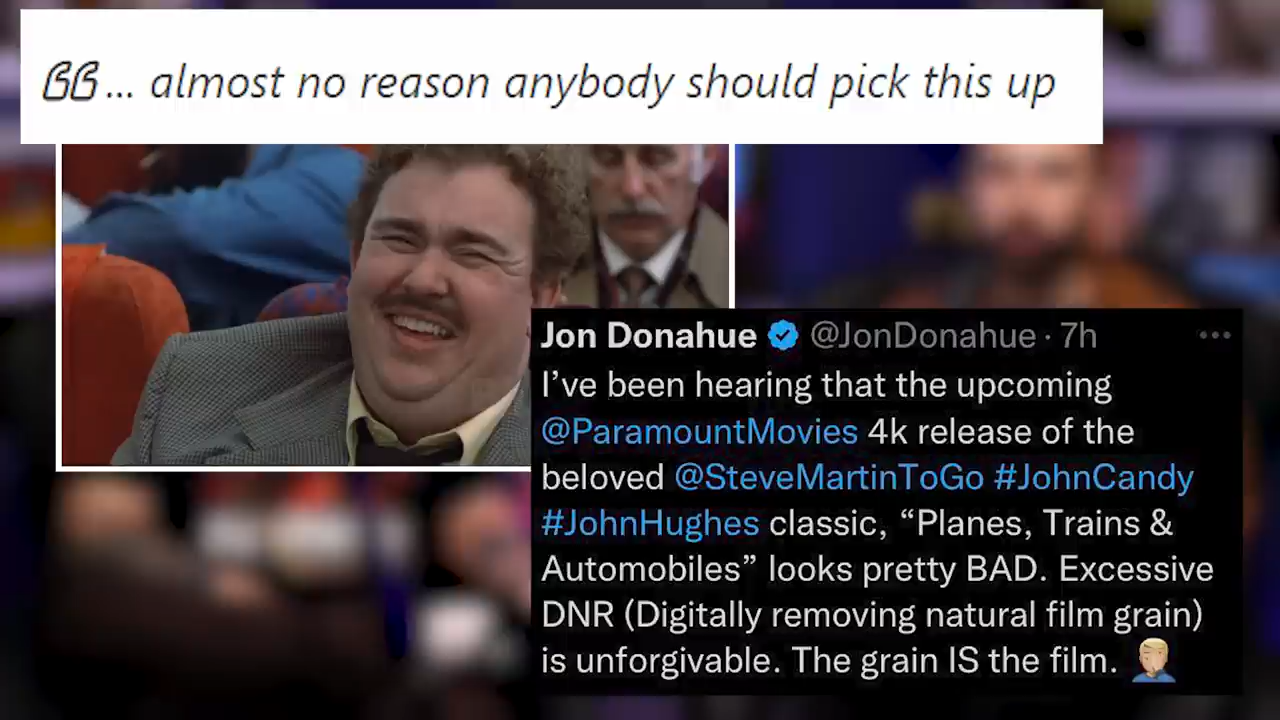 ... almost no reason anybody should pick this up
Jon Donahue @JonDonahue · 7h
I’ve been hearing that the upcoming
@ParamountMovies 4k release of the
beloved @SteveMartinToGo #JohnCandy
#JohnHughes classic, “Planes, Trains &
Automobiles” looks pretty BAD. Excessive
DNR (Digitally removing natural film grain)
is unforgivable. The grain IS the film. 🤦🏼‍♂️